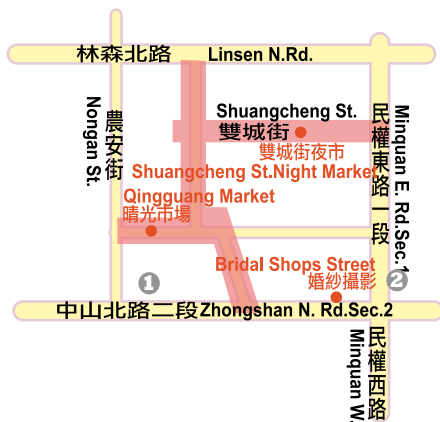 林森北路 Linsen N.Rd.
Shuangcheng St.
雙城街
雙城街夜市
Shuangcheng St.Night Market
農安街
Nongan St.
民權東路一段
Minquan E. Rd.Sec.1
Qingguang Market
晴光市場
Bridal Shops Street
婚紗攝影
1
2
中山北路二段 Zhongshan N. Rd.Sec.2
民權西路
Minquan W.